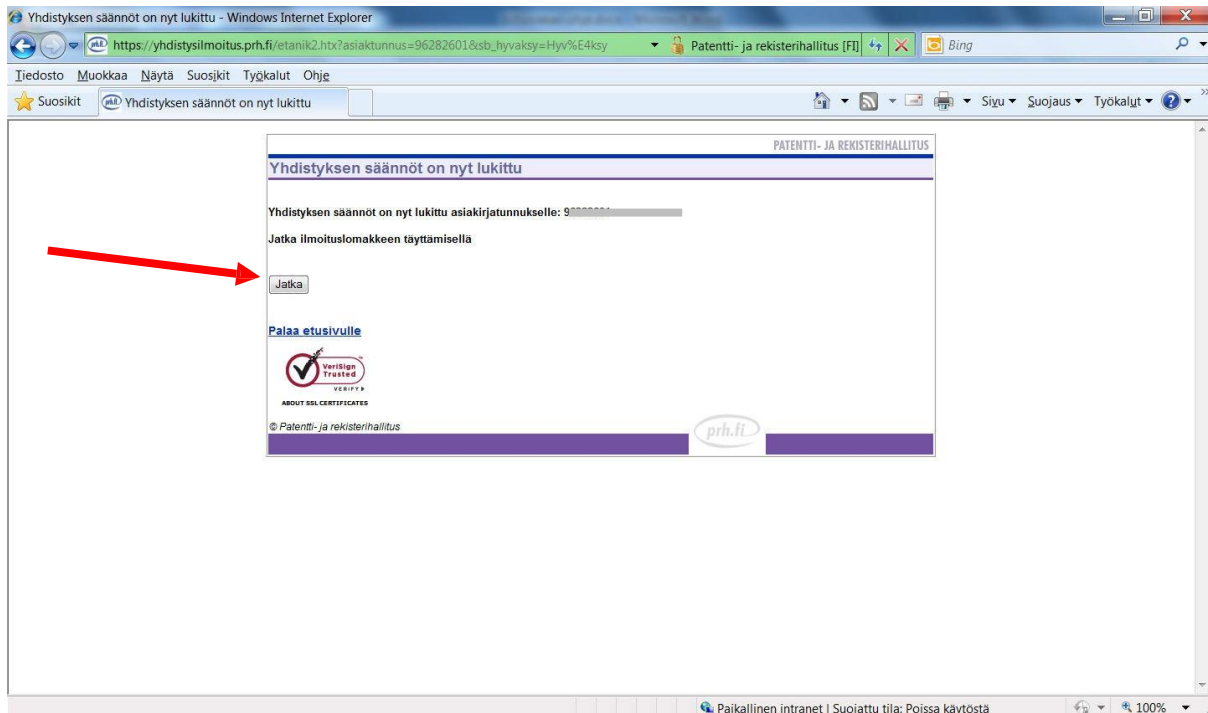 Yhdistyksen säännöt on nyt lukittu - Windows Internet Explorer
https://yhdistysilmoitus.prh.fi/etanik2.htx?asiaktunnus=96282601&sb_hyvaksy=Hyv%E4ksy
Patentti- ja rekisterihallitus [FI]
Bing
Tiedosto Muokkaa Näytä Suosikit Työkalut Ohje
Suosikit
Yhdistyksen säännöt on nyt lukittu
Sivu Suojaus Työkalut
PATENTTI- JA REKISTERIHALLITUS
Yhdistyksen säännöt on nyt lukittu
Yhdistyksen säännöt on nyt lukittu asiakirjatunnukselle:
Jatka ilmoituslomakkeen täyttämisellä
Jatka
Palaa etusivulle
VeriSign
Trusted
VERIFY
ABOUT SSL CERTIFICATES
© Patentti- ja rekisterihallitus
prh.fi
Paikallinen intranet | Suojattu tila: Poissa käytöstä
100%